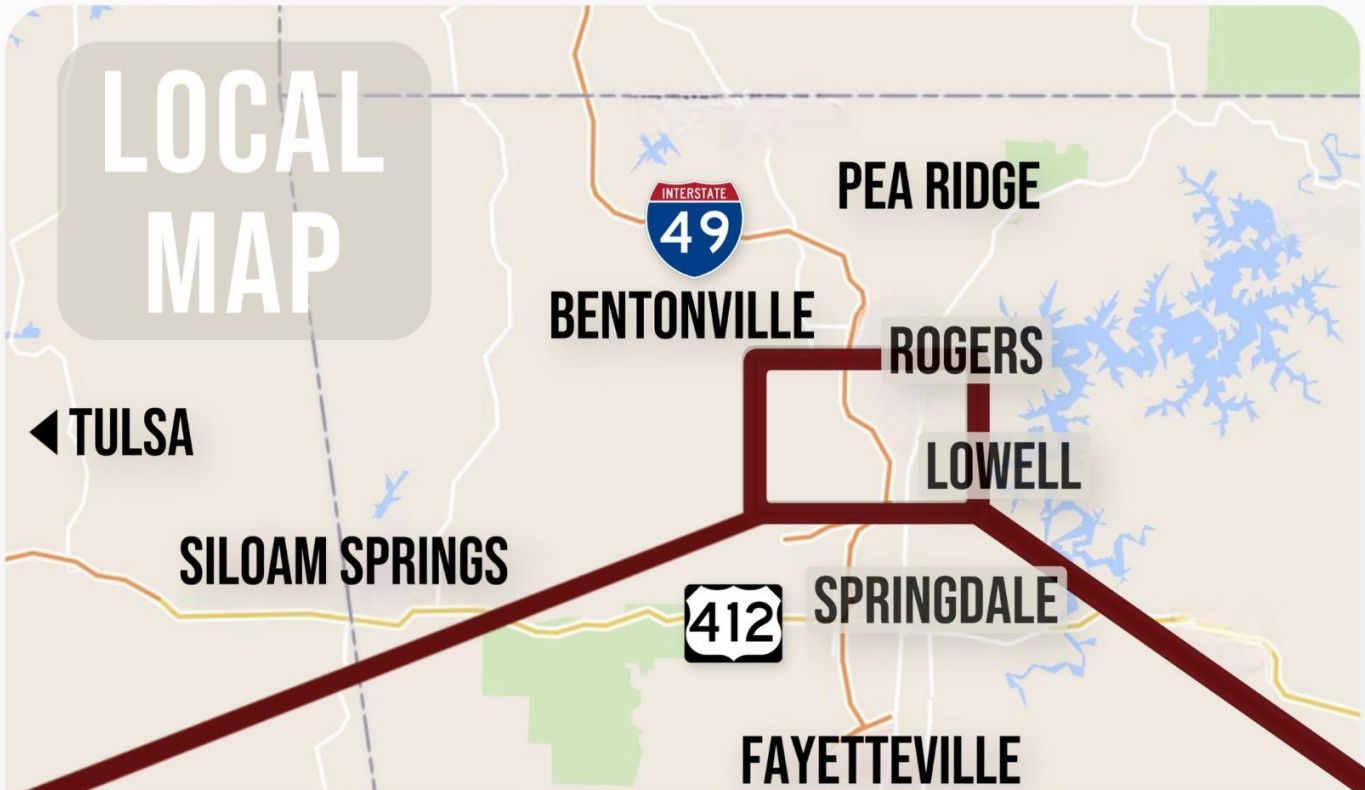 LOCAL
MAP
PEA RIDGE
INTERSTATE
49
BENTONVILLE
ROGERS
◀ TULSA
LOWELL
SILOAM SPRINGS
412
SPRINGDALE
FAYETTEVILLE